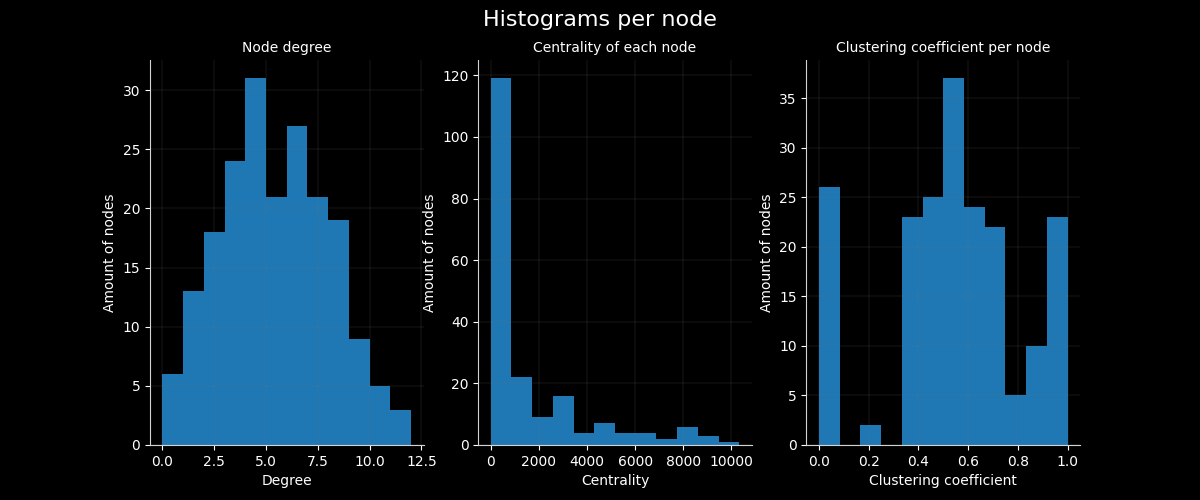 Histograms per node
Node degree
Amount of nodes
30
25
20
15
10
5
0
0.0 2.5 5.0 7.5 10.0 12.5
Degree
Centrality of each node
Amount of nodes
120
100
80
60
40
20
0
0 2000 4000 6000 8000 10000
Centrality
Clustering coefficient per node
Amount of nodes
35
30
25
20
15
10
5
0
0.0 0.2 0.4 0.6 0.8 1.0
Clustering coefficient